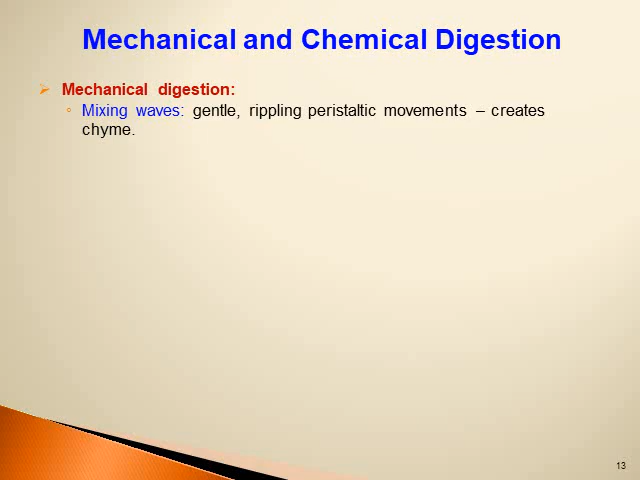 Mechanical and Chemical Digestion
Mechanical digestion:
Mixing waves: gentle, rippling peristaltic movements – creates
chyme.
13